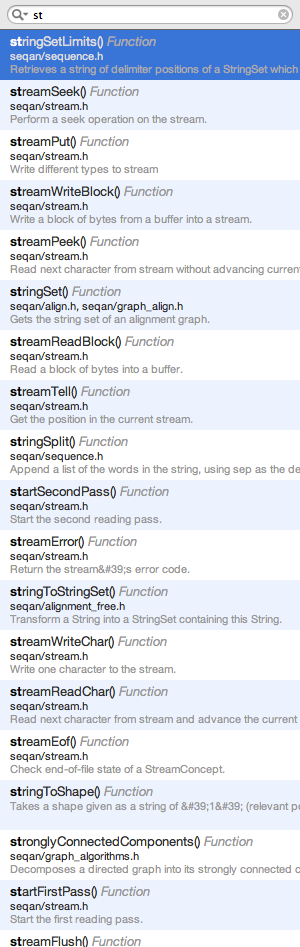 st
stringSetLimits() Function
seqan/sequence.h
Retrieves a string of delimiter positions of a StringSet which
streamSeek() Function
seqan/stream.h
Perform a seek operation on the stream.
streamPut() Function
seqan/stream.h
Write different types to stream
streamWriteBlock() Function
seqan/stream.h
Write a block of bytes from a buffer into a stream.
streamPeek() Function
seqan/stream.h
Read next character from stream without advancing current
stringSet() Function
seqan/align.h, seqan/graph_align.h
Gets the string set of an alignment graph.
streamReadBlock() Function
seqan/stream.h
Read a block of bytes into a buffer.
streamTell() Function
seqan/stream.h
Get the position in the current stream.
stringSplit() Function
seqan/sequence.h
Append a list of the words in the string, using sep as the de
startSecondPass() Function
seqan/stream.h
Start the second reading pass.
streamError() Function
seqan/stream.h
Return the stream&#39;s error code.
stringToStringSet() Function
seqan/alignment_free.h
Transform a String into a StringSet containing this String.
streamWriteChar() Function
seqan/stream.h
Write one character to the stream.
streamReadChar() Function
seqan/stream.h
Read next character from stream and advance the current
streamEof() Function
seqan/stream.h
Check end-of-file state of a StreamConcept.
stringToShape() Function
Takes a shape given as a string of &#39;1&#39; (relevant po
stronglyConnectedComponents() Function
seqan/graph_algorithms.h
Decomposes a directed graph into its strongly connected c
startFirstPass() Function
seqan/stream.h
Start the first reading pass.
streamFlush() Function